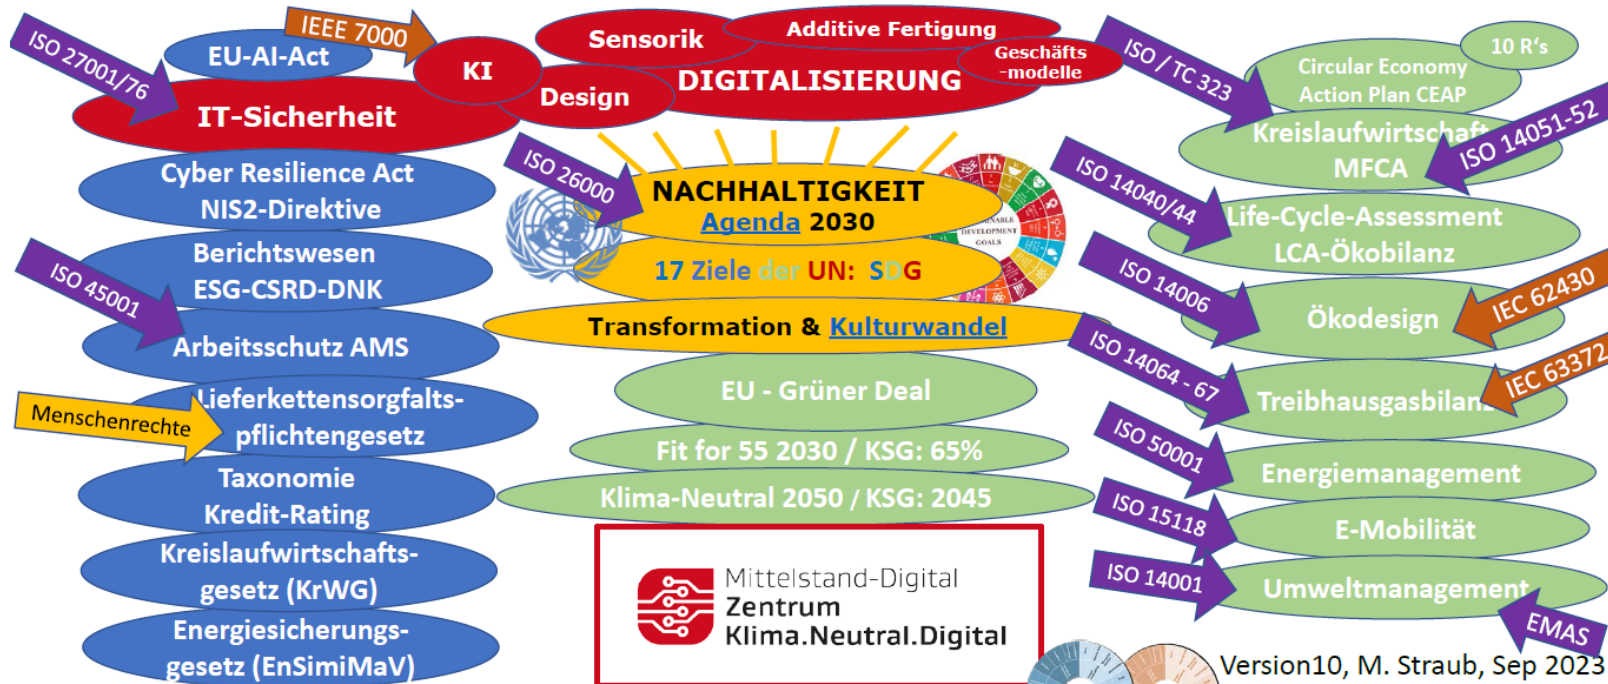 ISO 27001/76
EU-AI-Act
IEEE 7000
IT-Sicherheit
Cyber Resilience Act
NIS2-Direktive
Berichtswesen
ESG-CSRD-DNK
ISO 45001
Arbeitsschutz AMS
Menschenrechte
Lieferkettensorgfalts-
pflichtengesetz
Taxonomie
Kredit-Rating
Kreislaufwirtschafts-
gesetz (KrWG)
Energiesicherungs-
gesetz (EnSimiMaV)
KI
Sensorik
Design
Additive Fertigung
Geschäfts
-modelle
DIGITALISIERUNG
ISO 26000
NACHHALTIGKEIT
Agenda 2030
DEVELOPMENT
GOALS
17 Ziele der UN: SDG
Transformation & Kulturwandel
EU - Grüner Deal
Fit for 55 2030 / KSG: 65%
Klima-Neutral 2050 / KSG: 2045
Mittelstand-Digital
Zentrum
Klima.Neutral.Digital
10 R‘s
Circular Economy
Action Plan CEAP
ISO / TC 323
Kreislaufwirtschaft
MFCA
ISO 14051-52
ISO 14040/44
Life-Cycle-Assessment
LCA-Ökobilanz
ISO 14006
Ökodesign
IEC 62430
ISO 14064 - 67
Treibhausgasbilanz
IEC 63372
ISO 50001
Energiemanagement
ISO 15118
E-Mobilität
ISO 14001
Umweltmanagement
EMAS
Version10, M. Straub, Sep 2023